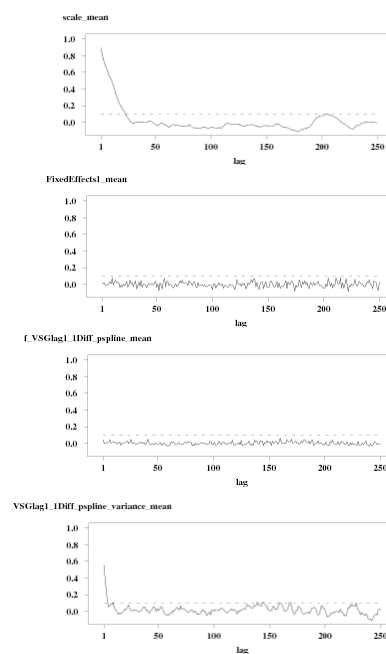 scale_mean
1.0
0.8
0.6
0.4
0.2
0.0
1 50 100 150 200 250
lag
FixedEffects1_mean
1.0
0.8
0.6
0.4
0.2
0.0
1 50 100 150 200 250
lag
f_VSGlag1_1Diff_pspline_mean
1.0
0.8
0.6
0.4
0.2
0.0
1 50 100 150 200 250
lag
_VSGlag1_1Diff_pspline_variance_mean
1.0
0.8
0.6
0.4
0.2
0.0
1 50 100 150 200 250
lag